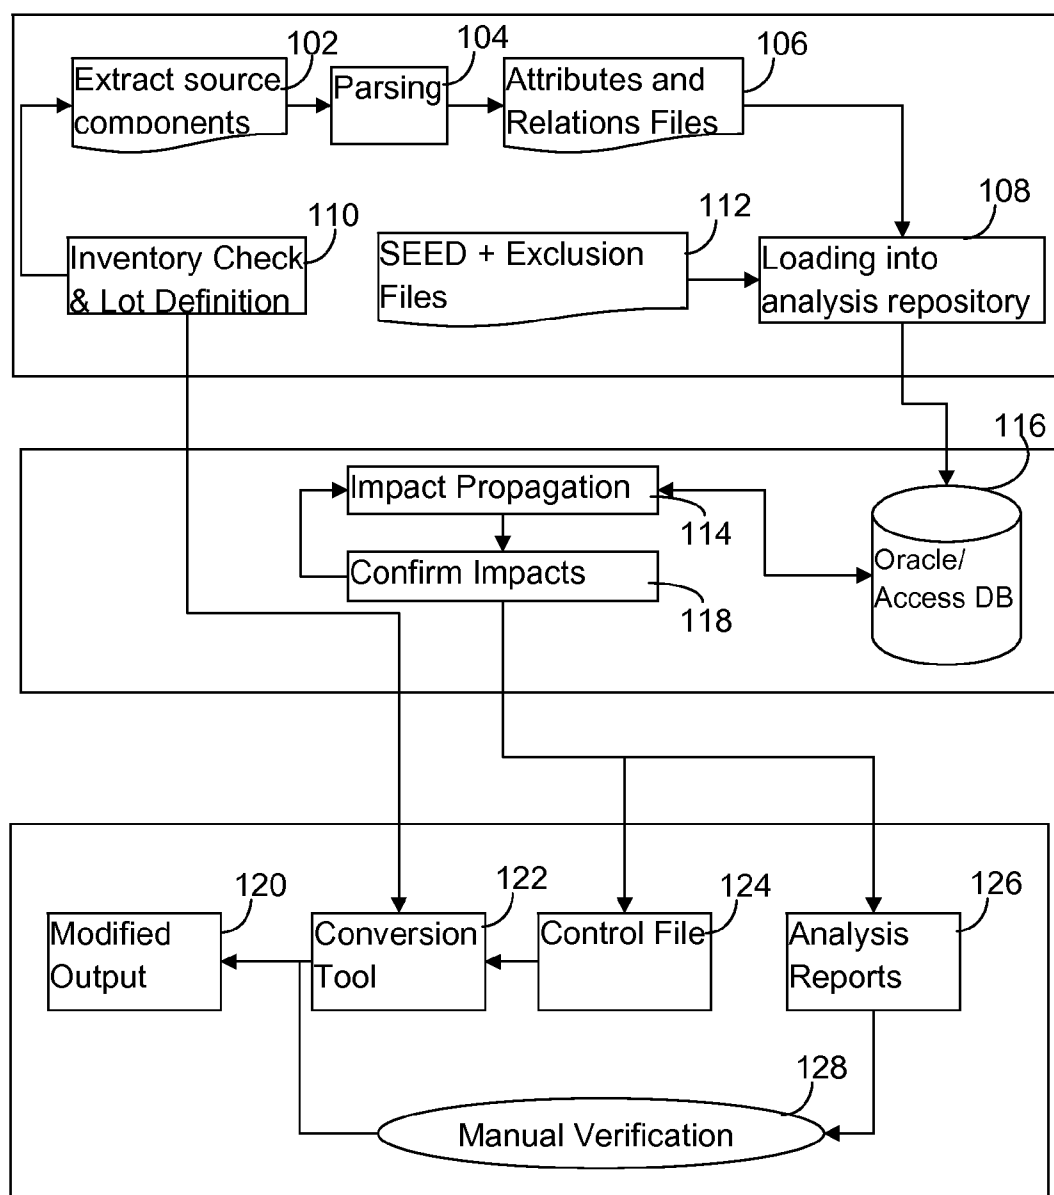 102
Extract source
components
104
Parsing
106
Attributes and
Relations Files
110
Inventory Check
& Lot Definition
112
SEED + Exclusion
Files
108
Loading into
analysis repository
116
Oracle/
Access DB
Impact Propagation
114
Confirm Impacts
118
120
Modified
Output
122
Conversion
Tool
124
Control File
126
Analysis
Reports
128
Manual Verification